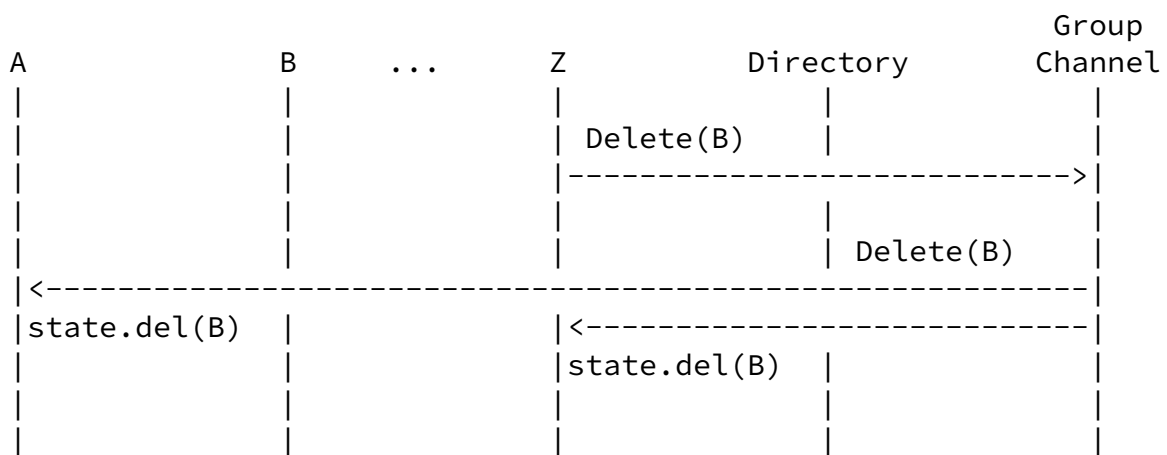 Group
A B ... Z Directory Channel
Delete(B)
Delete(B)
state.del(B)
state.del(B)